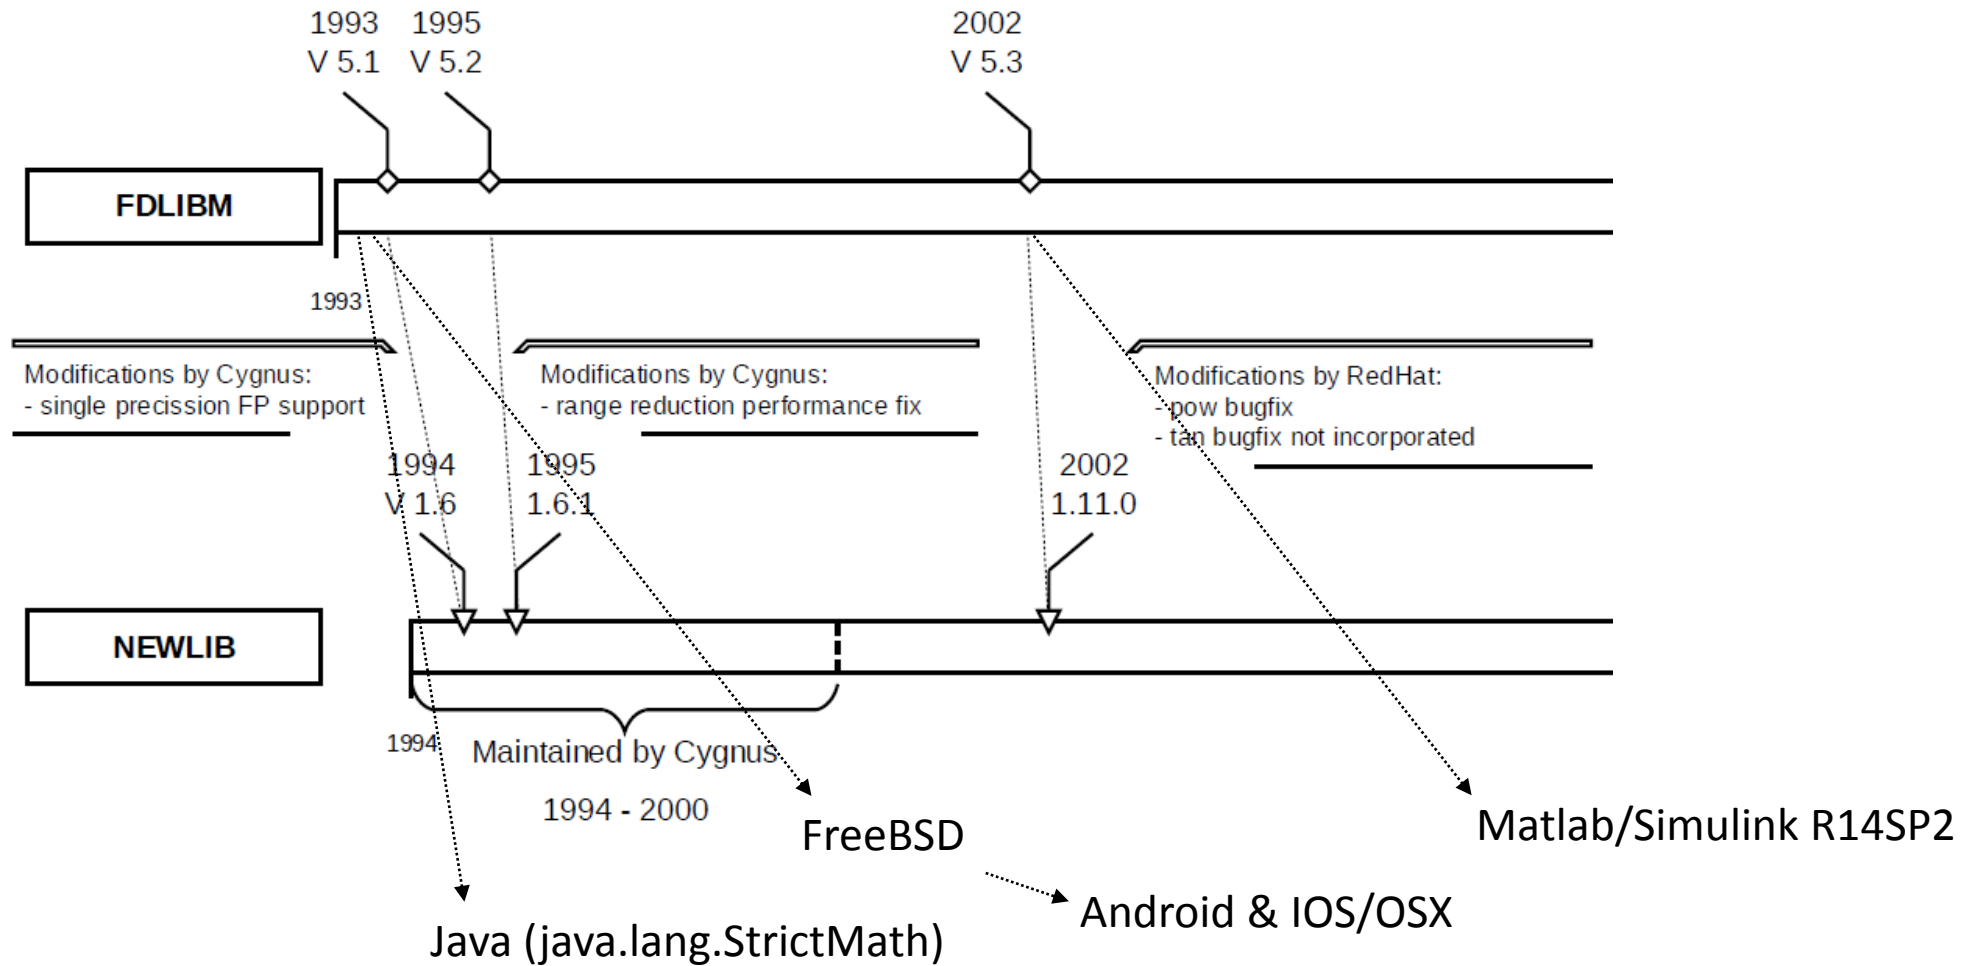 1993
V 5.1
1995
V 5.2
2002
V 5.3
FDLIBM
1993
Modifications by Cygnus:
- single precission FP support
Modifications by Cygnus:
- range reduction performance fix
Modifications by RedHat:
- pow bugfix
- tan bugfix not incorporated
1994
V 1.6
1995
1.6.1
2002
1.11.0
NEWLIB
1994
Maintained by Cygnus
1994 - 2000
FreeBSD
Matlab/Simulink R14SP2
Android & IOS/OSX
Java (java.lang.StrictMath)